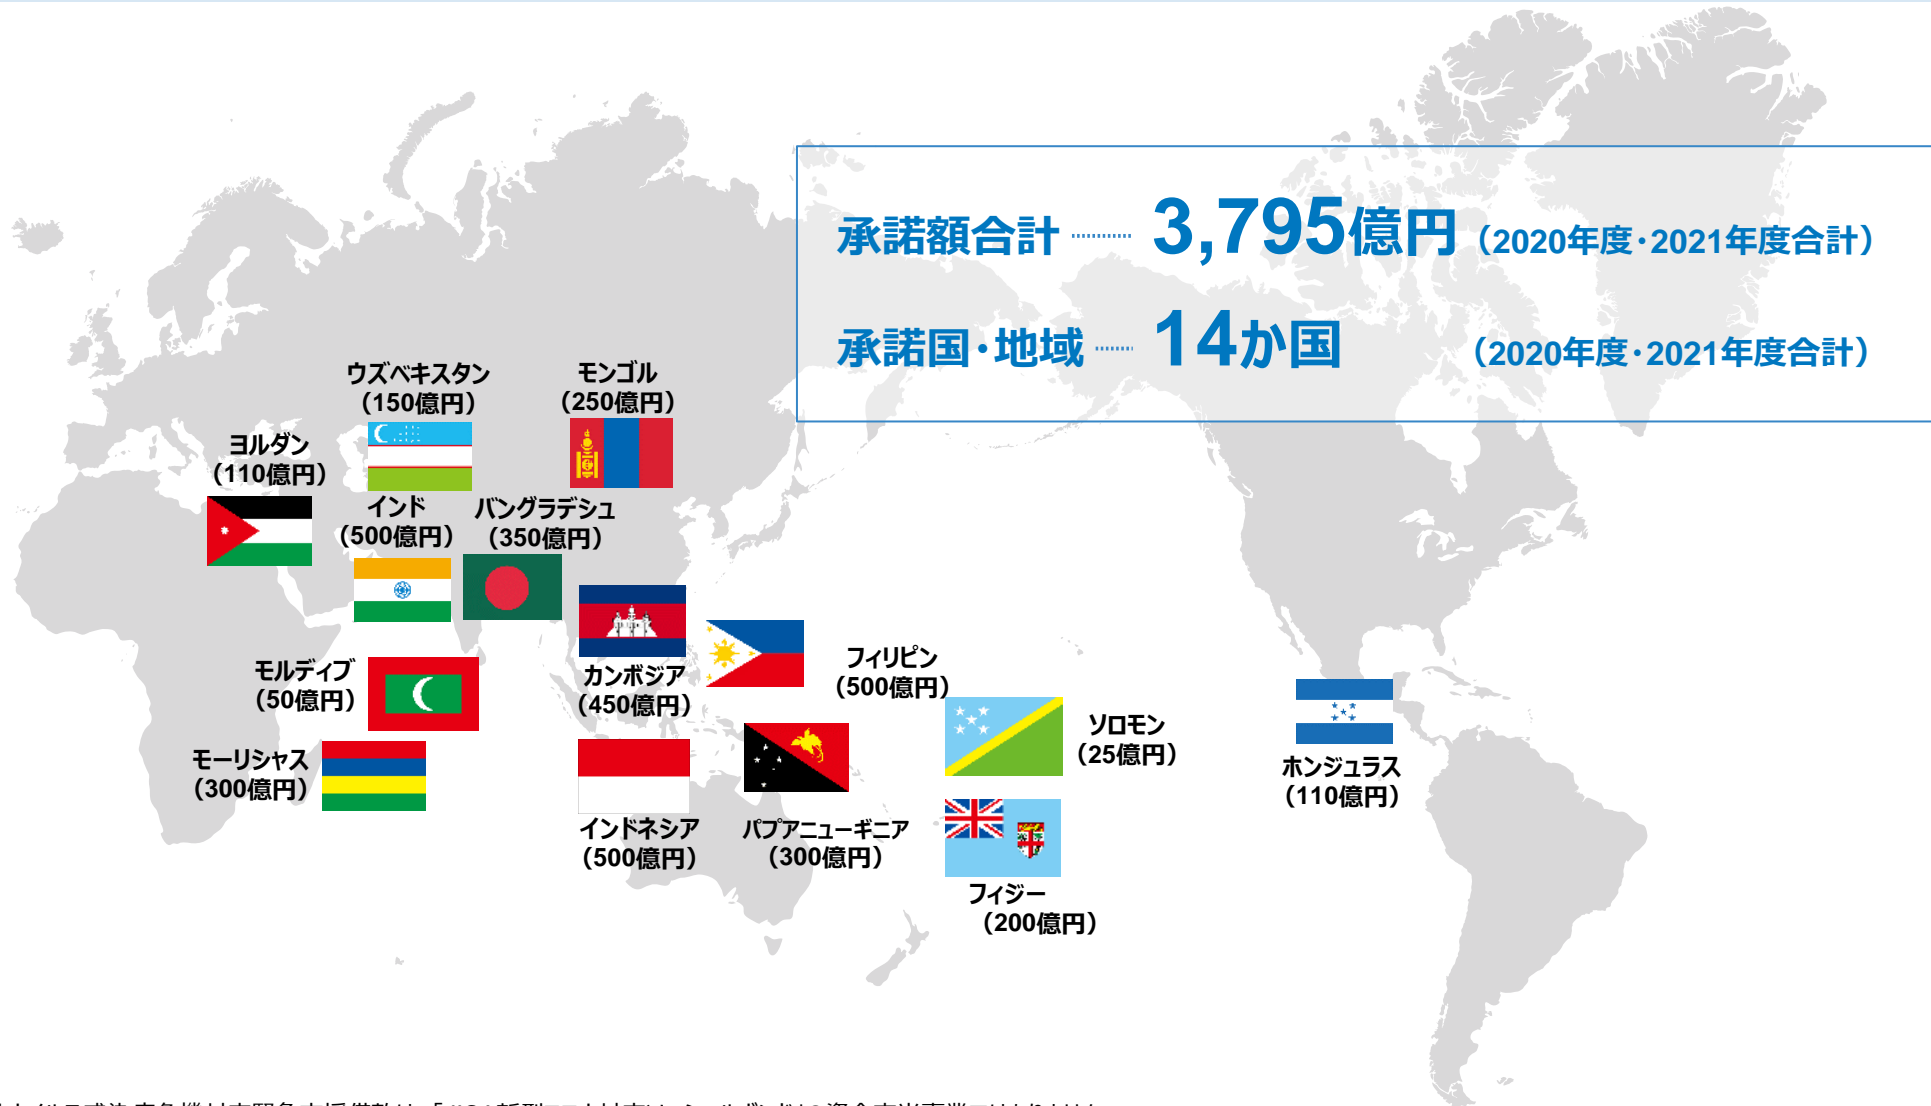 承諾額合計 3,795億円 （2020年度・2021年度合計）
承諾国・地域 14か国 （2020年度・2021年度合計）
ウズベキスタン
（150億円）
モンゴル
（250億円）
ヨルダン
（110億円）
インド
（500億円）
バングラデシュ
（350億円）
カンボジア
（450億円）
フィリピン
（500億円）
モルディブ
（50億円）
ソロモン
（25億円）
モーリシャス
（300億円）
ホンジュラス
（110億円）
インドネシア
（500億円）
パプアニューギニア
（300億円）
フィジー
（200億円）